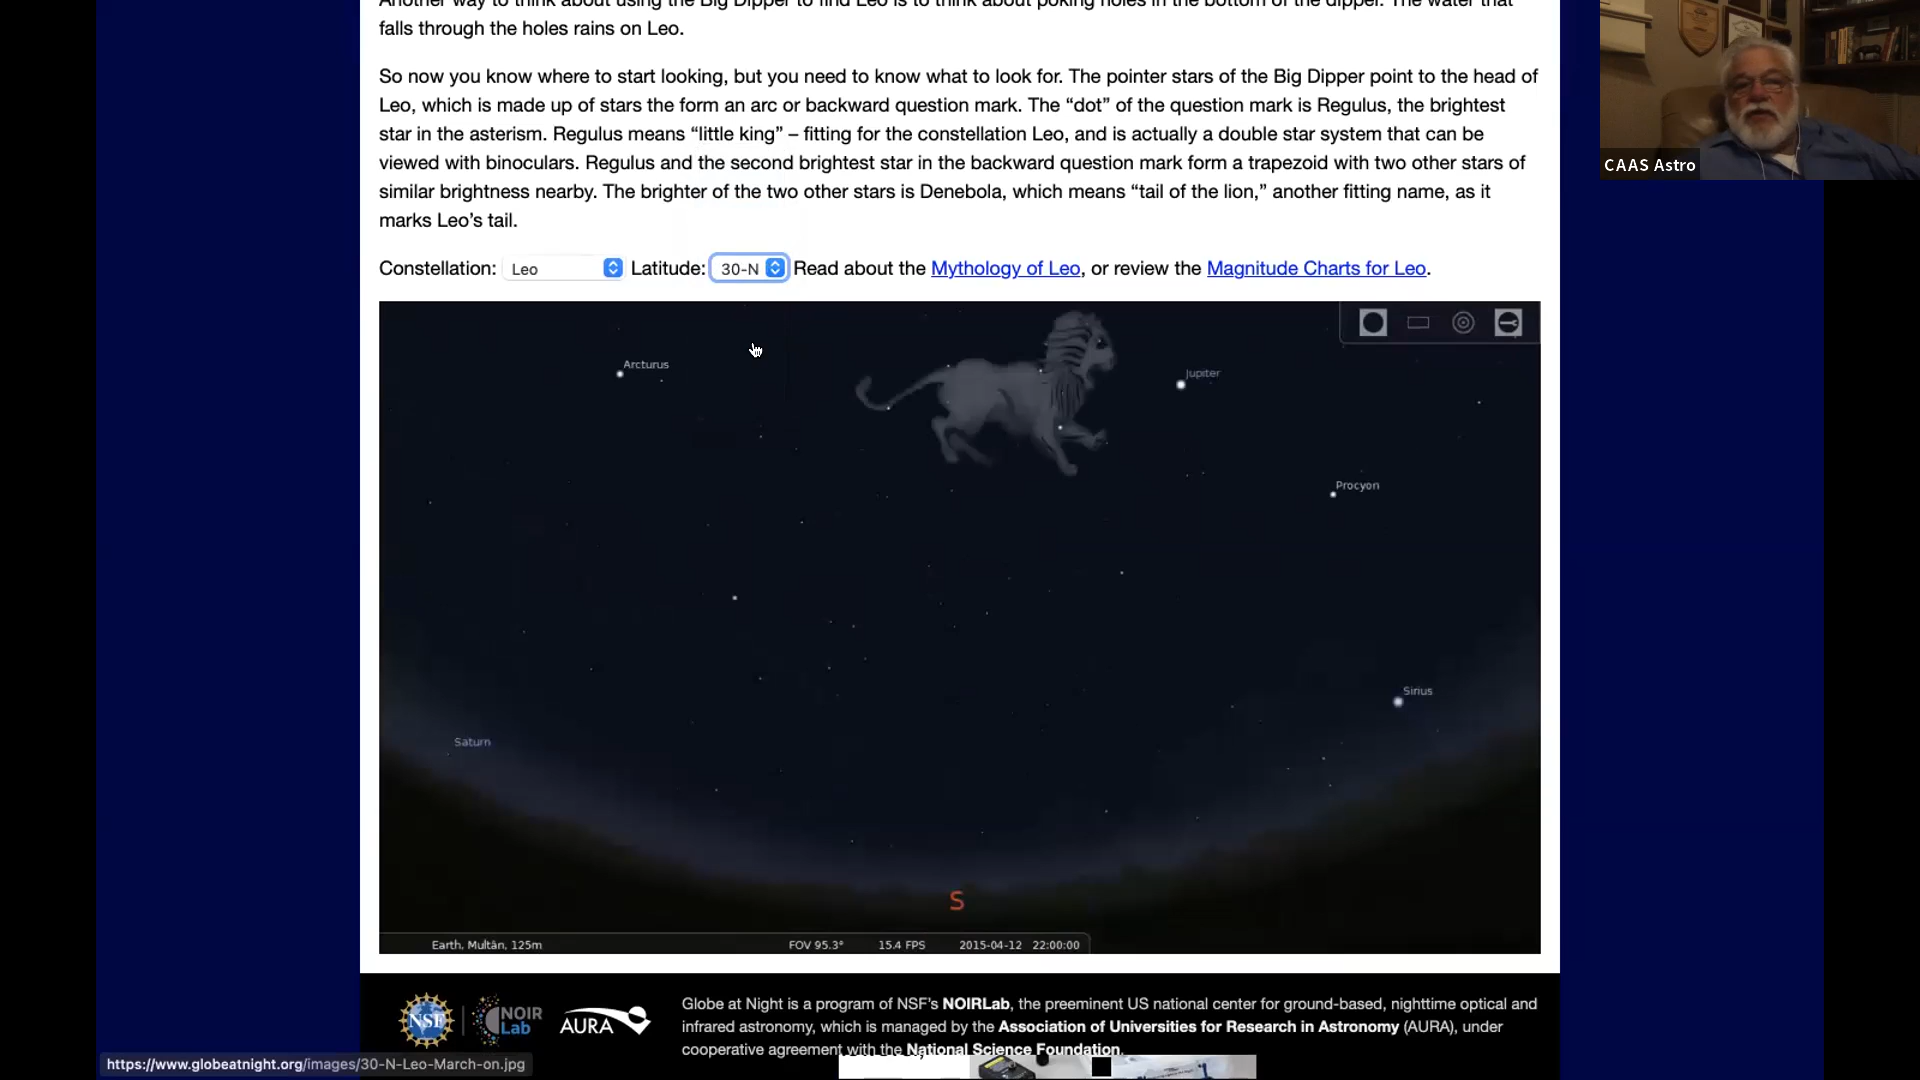 Another way to think about using the Big Dipper to find Leo is to think about poking holes in the bottom of the dipper. The water that
falls through the holes rains on Leo.
So now you know where to start looking, but you need to know what to look for. The pointer stars of the Big Dipper point to the head of
Leo, which is made up of stars the form an arc or backward question mark. The “dot” of the question mark is Regulus, the brightest
star in the asterism. Regulus means “little king” – fitting for the constellation Leo, and is actually a double star system that can be
viewed with binoculars. Regulus and the second brightest star in the backward question mark form a trapezoid with two other stars of
similar brightness nearby. The brighter of the two other stars is Denebola, which means “tail of the lion,” another fitting name, as it
marks Leo’s tail.
CAAS Astro
Constellation: Leo Latitude: 30-N Read about the Mythology of Leo, or review the Magnitude Charts for Leo.
Arcturus
Jupiter
Procyon
Sirius
Saturn
S
Earth, Multān, 125m FOV 95.3° 15.4 FPS 2015-04-12 22:00:00
NSF NOIR Lab AURA
Globe at Night is a program of NSF’s NOIRLab, the preeminent US national center for ground-based, nighttime optical and
infrared astronomy, which is managed by the Association of Universities for Research in Astronomy (AURA), under
cooperative agreement with the National Science Foundation.
https://www.globeatnight.org/images/30-N-Leo-March-on.jpg